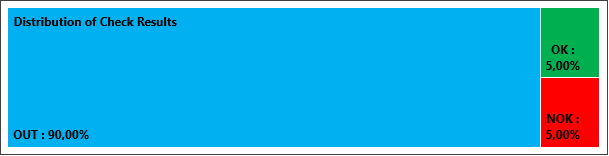 Distribution of Check Results
OK :
5,00%
NOK :
5,00%
OUT : 90,00%